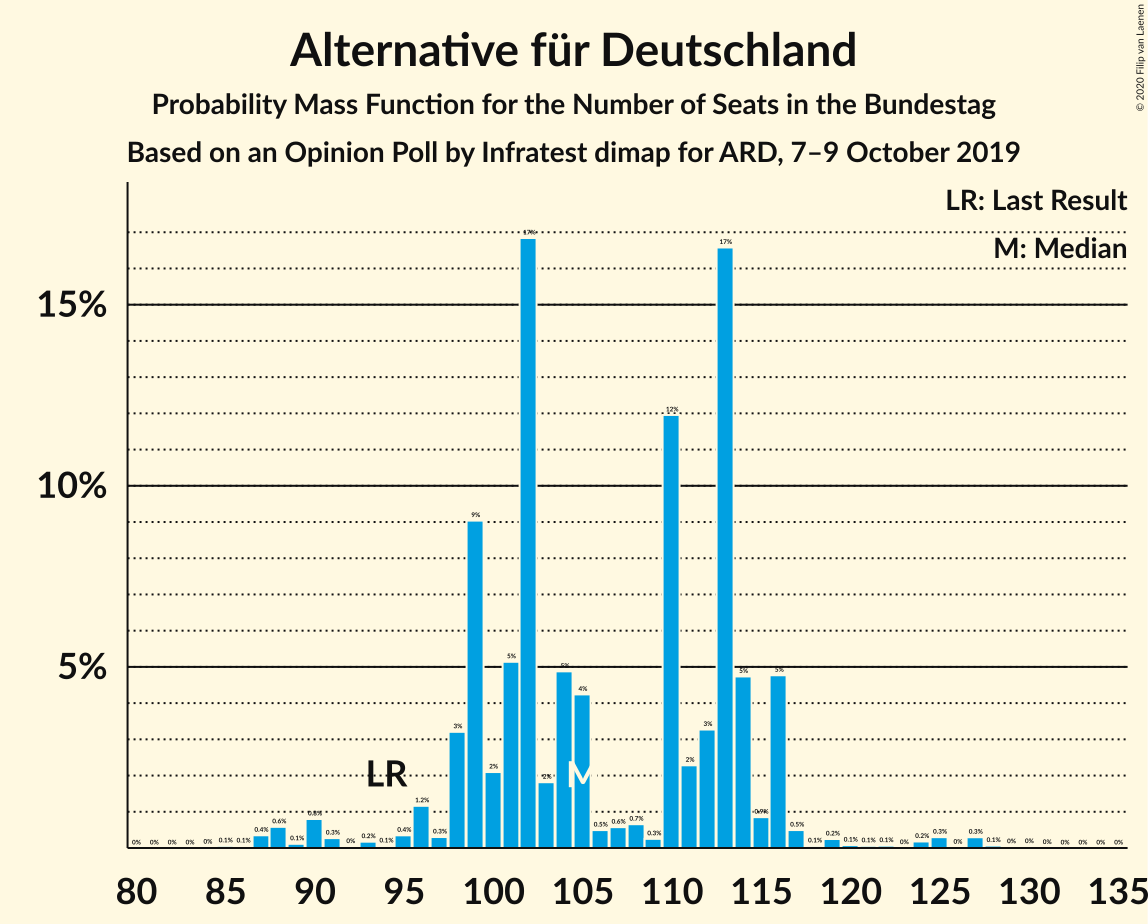 Alternative für Deutschland
Probability Mass Function for the Number of Seats in the Bundestag
Based on an Opinion Poll by Infratest dimap for ARD, 7–9 October 2019
© 2020 Filip van Laenen
LR: Last Result
M: Median
15%
10%
5%
0% 0% 0% 0% 0% 0.1% 0.1% 0.4% 0.6% 0.1% 0.8% 0.3% 0% 0.2% 0.1% 0.4% 1.2% 0.3% 3% 9% 2% 5% 17% 2% 5% 4% 0.5% 0.6% 0.7% 0.3% 12% 2% 3% 17% 5% 0.9% 5% 0.5% 0.1% 0.2% 0.1% 0.1% 0.1% 0% 0.2% 0.3% 0% 0.3% 0.1% 0% 0% 0% 0% 0% 0% 0%
LR
M
80 85 90 95 100 105 110 115 120 125 130 135